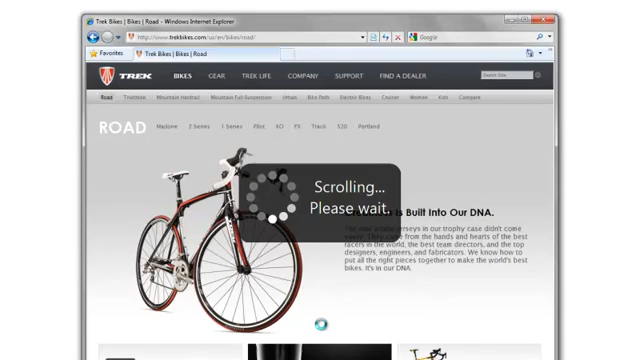 Trek Bikes | Bikes | Road - Windows Internet Explorer
http://www.trekbikes.com/us/en/bikes/road/
Google
Favorites
Trek Bikes | Bikes | Road
TREK
BIKES GEAR TREK LIFE COMPANY SUPPORT FIND A DEALER
Search Site
Road Triathlon Mountain Hardtail Mountain Full Suspension Urban Bike Path Electric Bikes Cruiser Women Kids Compare
ROAD
Madone 2 Series 1 Series Pilot FX Track 520 Portland
Scrolling...
Please wait.
Is Built Into Our DNA.
jerseys in our trophy case didn't come
They came from the hands and hearts of the best
racers in the world, the best team directors, and the top
designers, engineers, and fabricators. We know how to
put all the right pieces together to make the world's best
bikes. It's in our DNA.